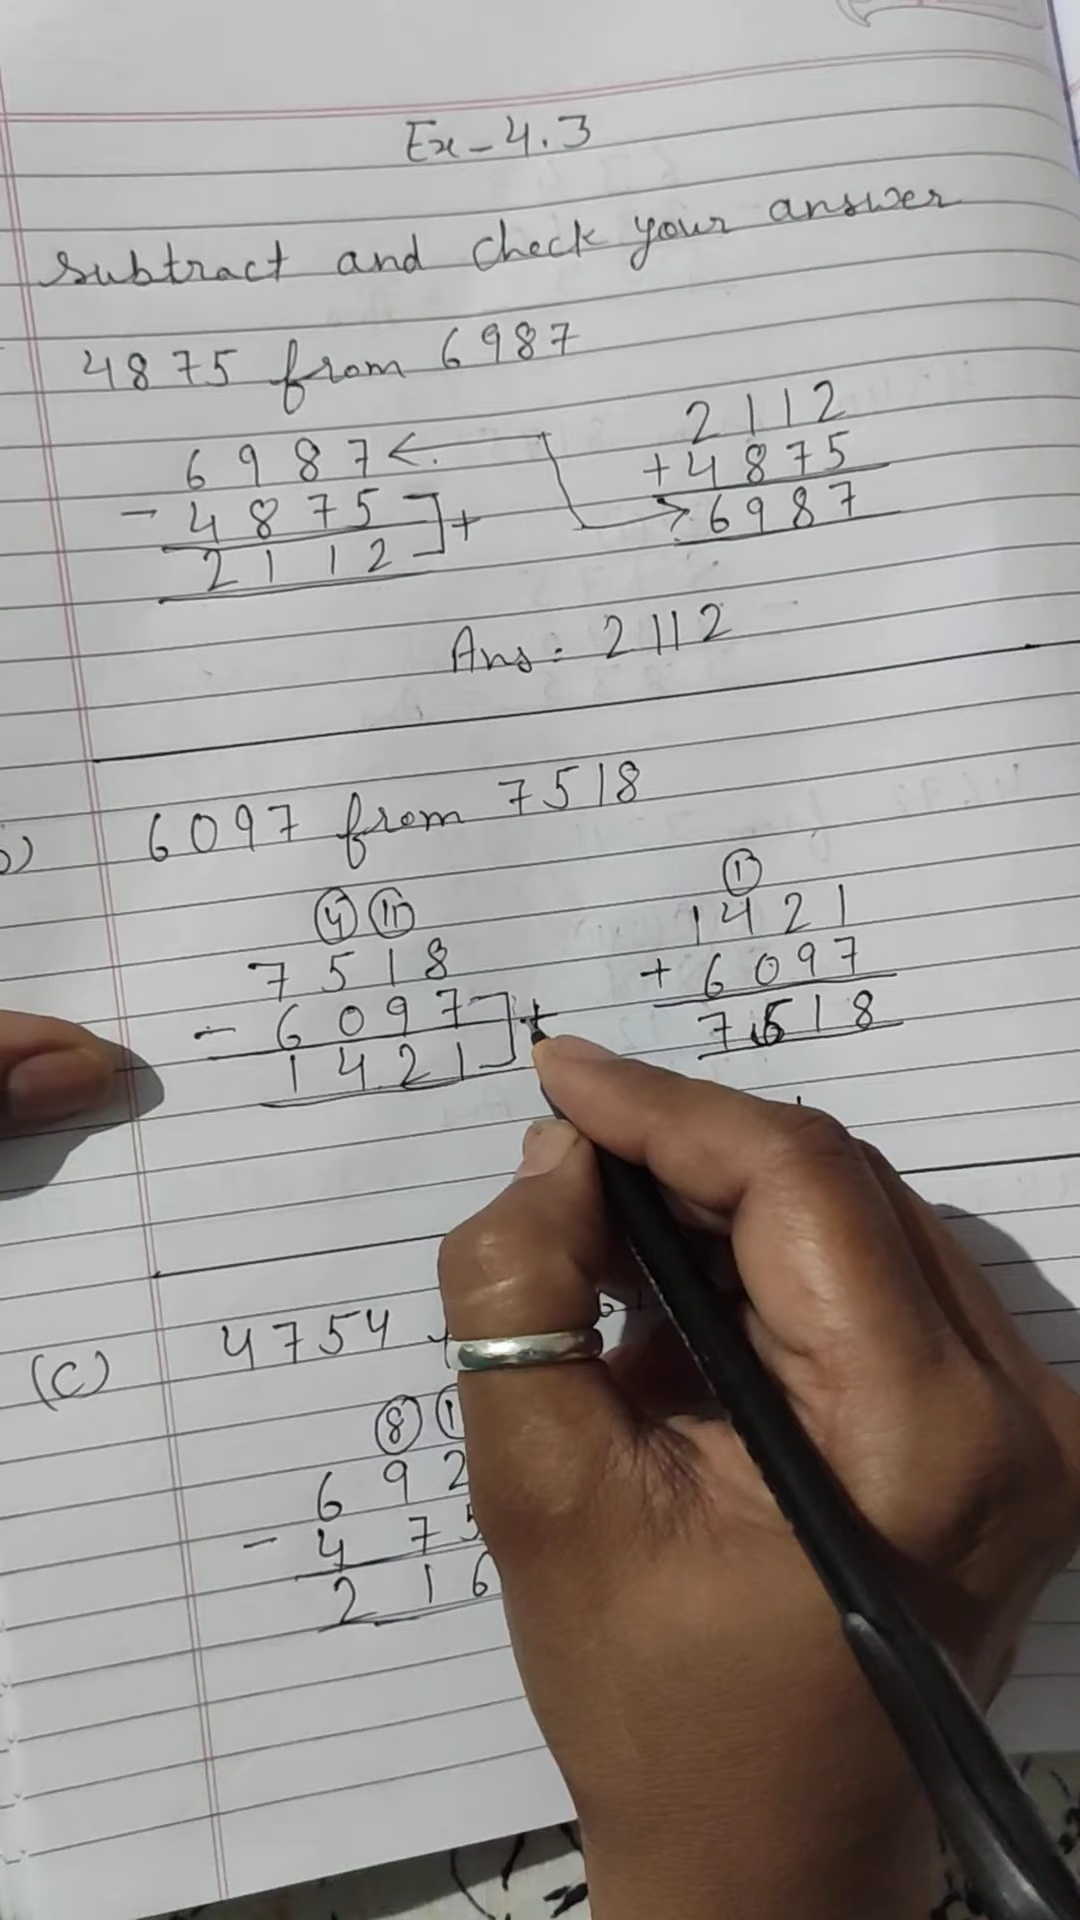 Ex-4.3
subtract and check your answer
4875 from 6987
6987
- 4875 +
2112
2112
+ 4875
6987
Ans = 2112
6097 from 7518
4 11
7518
- 6097 +
1421
1
1421
+ 6097
7518
(C) 4754
8
692
- 475
216